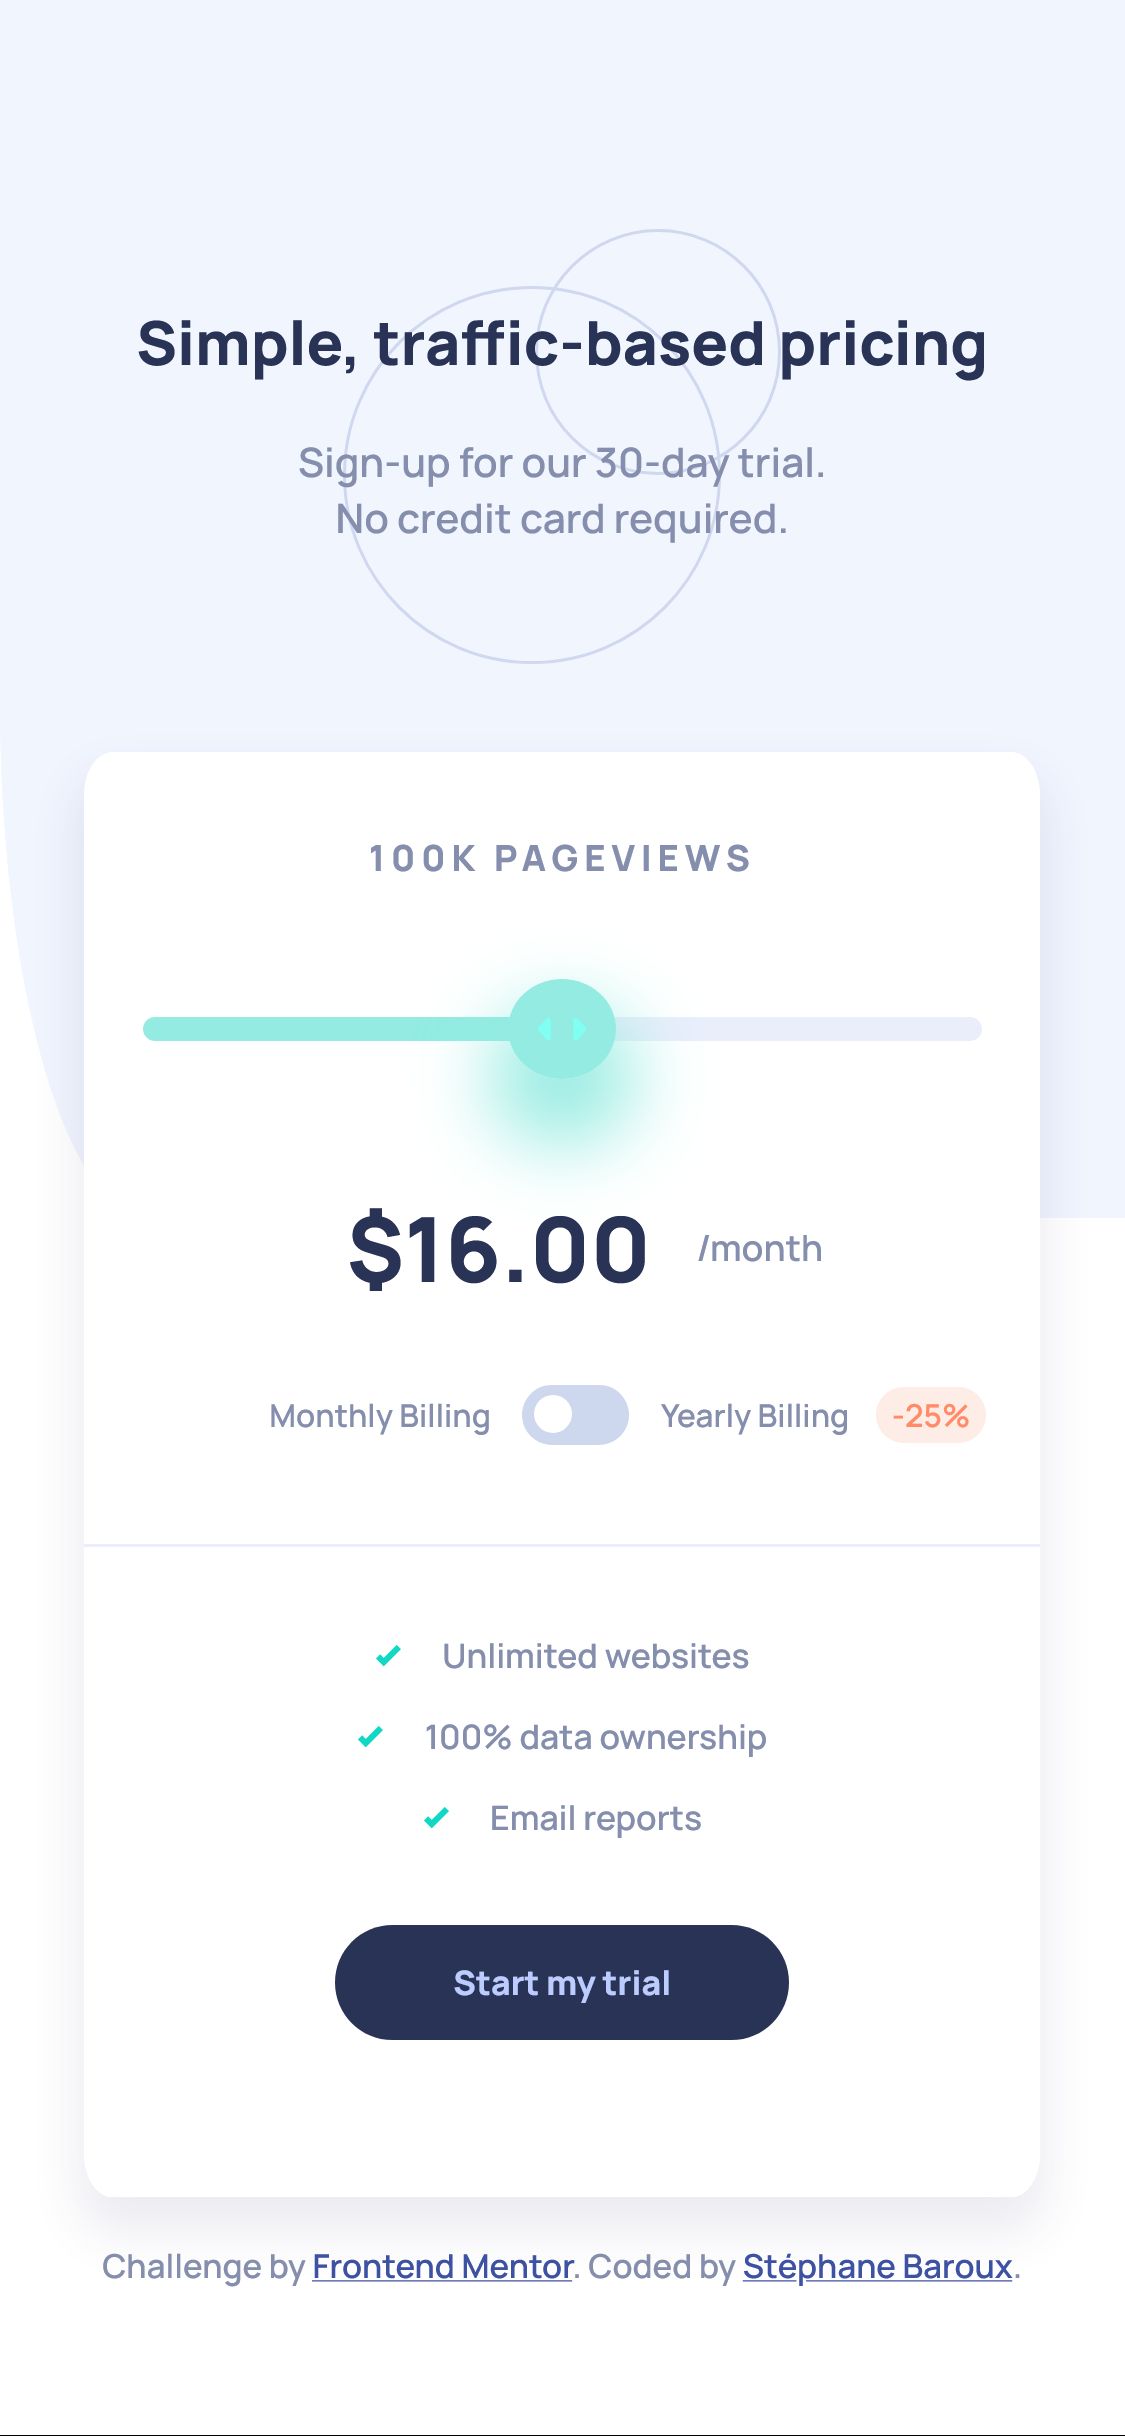 Simple, traffic-based pricing
Sign-up for our 30-day trial.
No credit card required.
100K PAGEVIEWS
$16.00 /month
Monthly Billing Yearly Billing -25%
Unlimited websites
100% data ownership
Email reports
Start my trial
Challenge by Frontend Mentor. Coded by Stéphane Baroux.